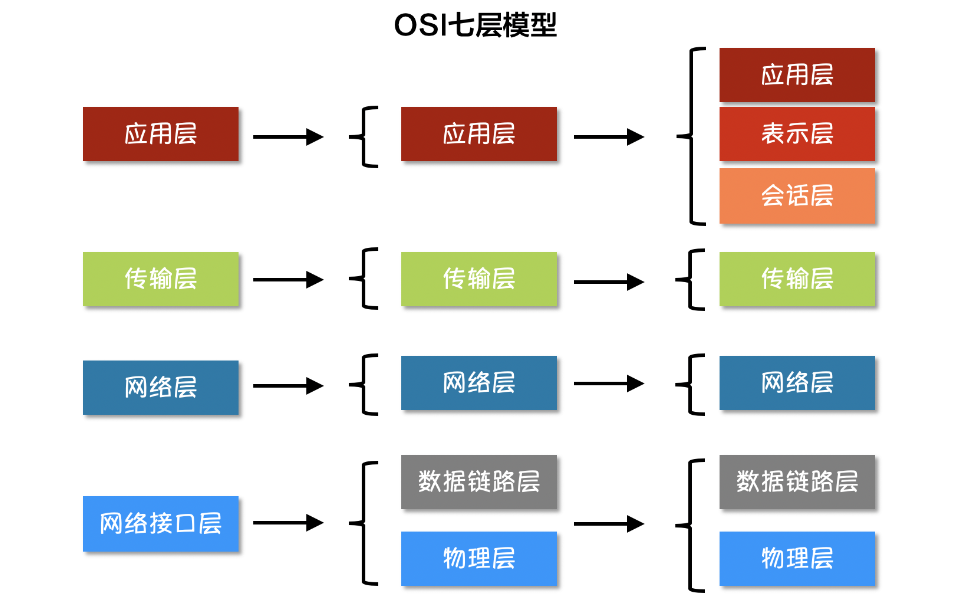 OSI七层模型
应用层
应用层
应用层
表示层
会话层
传输层
传输层
传输层
网络层
网络层
网络层
网络接口层
数据链路层
物理层
数据链路层
物理层